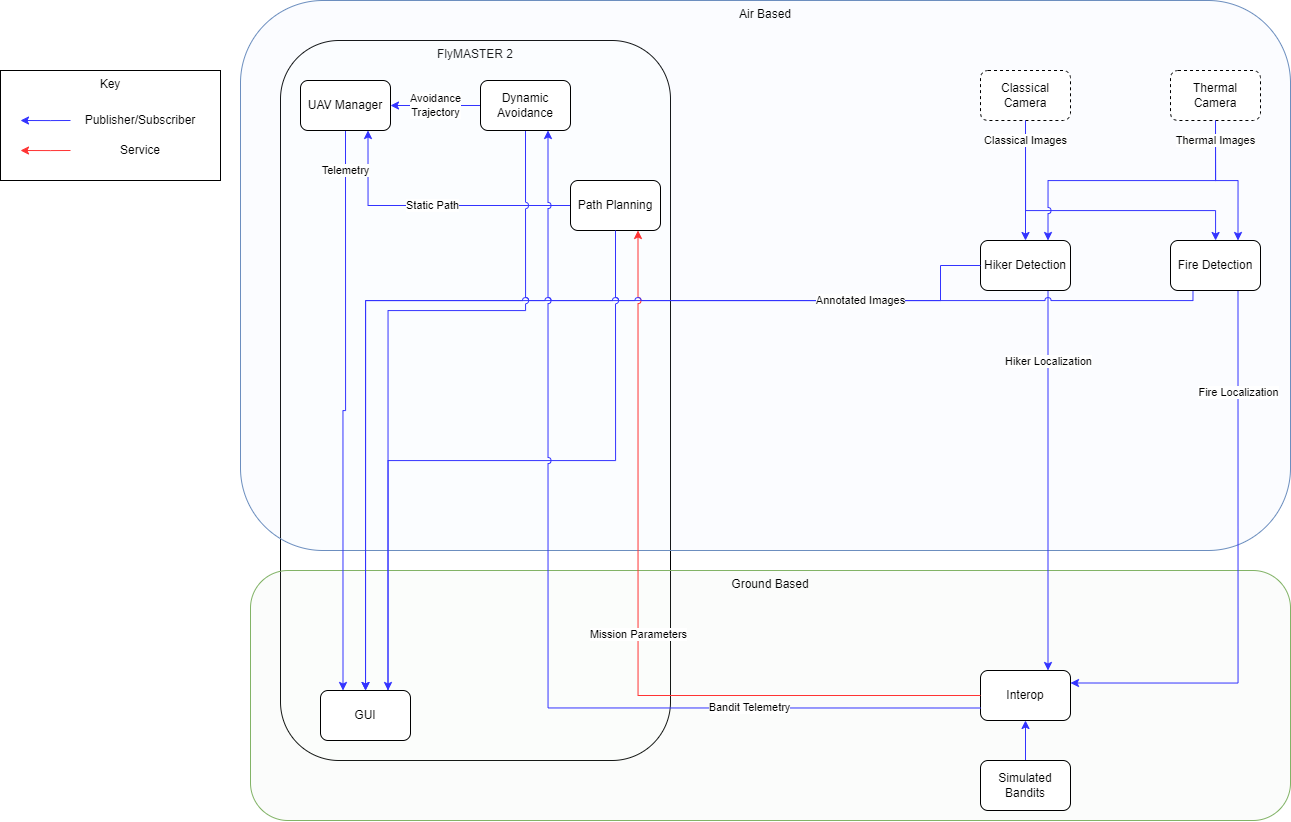 Air Based
FlyMASTER 2
Key
Publisher/Subscriber
Service
UAV Manager
Avoidance
Trajectory
Dynamic
Avoidance
Classical
Camera
Thermal
Camera
Classical Images
Thermal Images
Telemetry
Static Path
Path Planning
Hiker Detection
Fire Detection
Annotated Images
Hiker Localization
Fire Localization
Ground Based
Mission Parameters
GUI
Bandit Telemetry
Interop
Simulated
Bandits